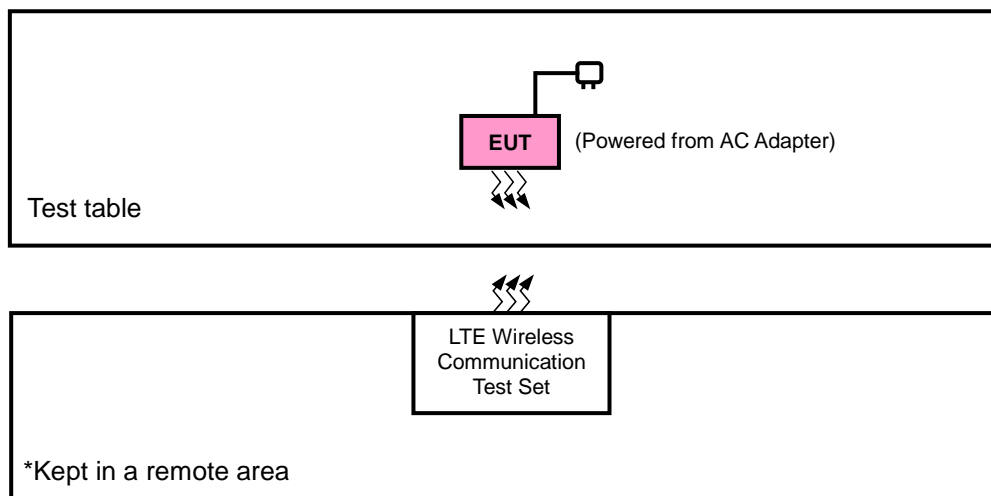 EUT
(Powered from AC Adapter)
Test table
LTE Wireless
Communication
Test Set
*Kept in a remote area